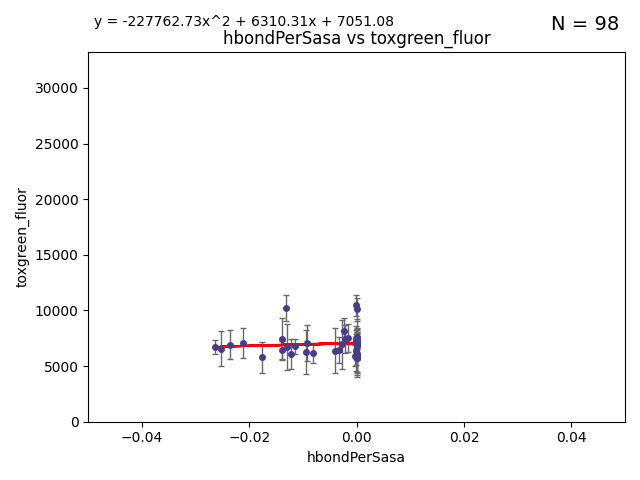 y = -227762.73x^2 + 6310.31x + 7051.08
N = 98
hbondPerSasa vs toxgreen_fluor
30000
25000
20000
15000
10000
5000
0
toxgreen_fluor
-0.04
-0.02
0.00
0.02
0.04
hbondPerSasa